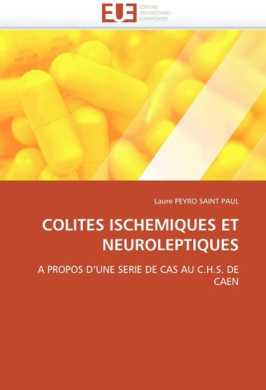 EUE
ÉDITIONS
UNIVERSITAIRES
EUROPÉENNES
Laure PEYRO SAINT PAUL
COLITES ISCHEMIQUES ET
NEUROLEPTIQUES
A PROPOS D'UNE SERIE DE CAS AU C.H.S. DE
CAEN